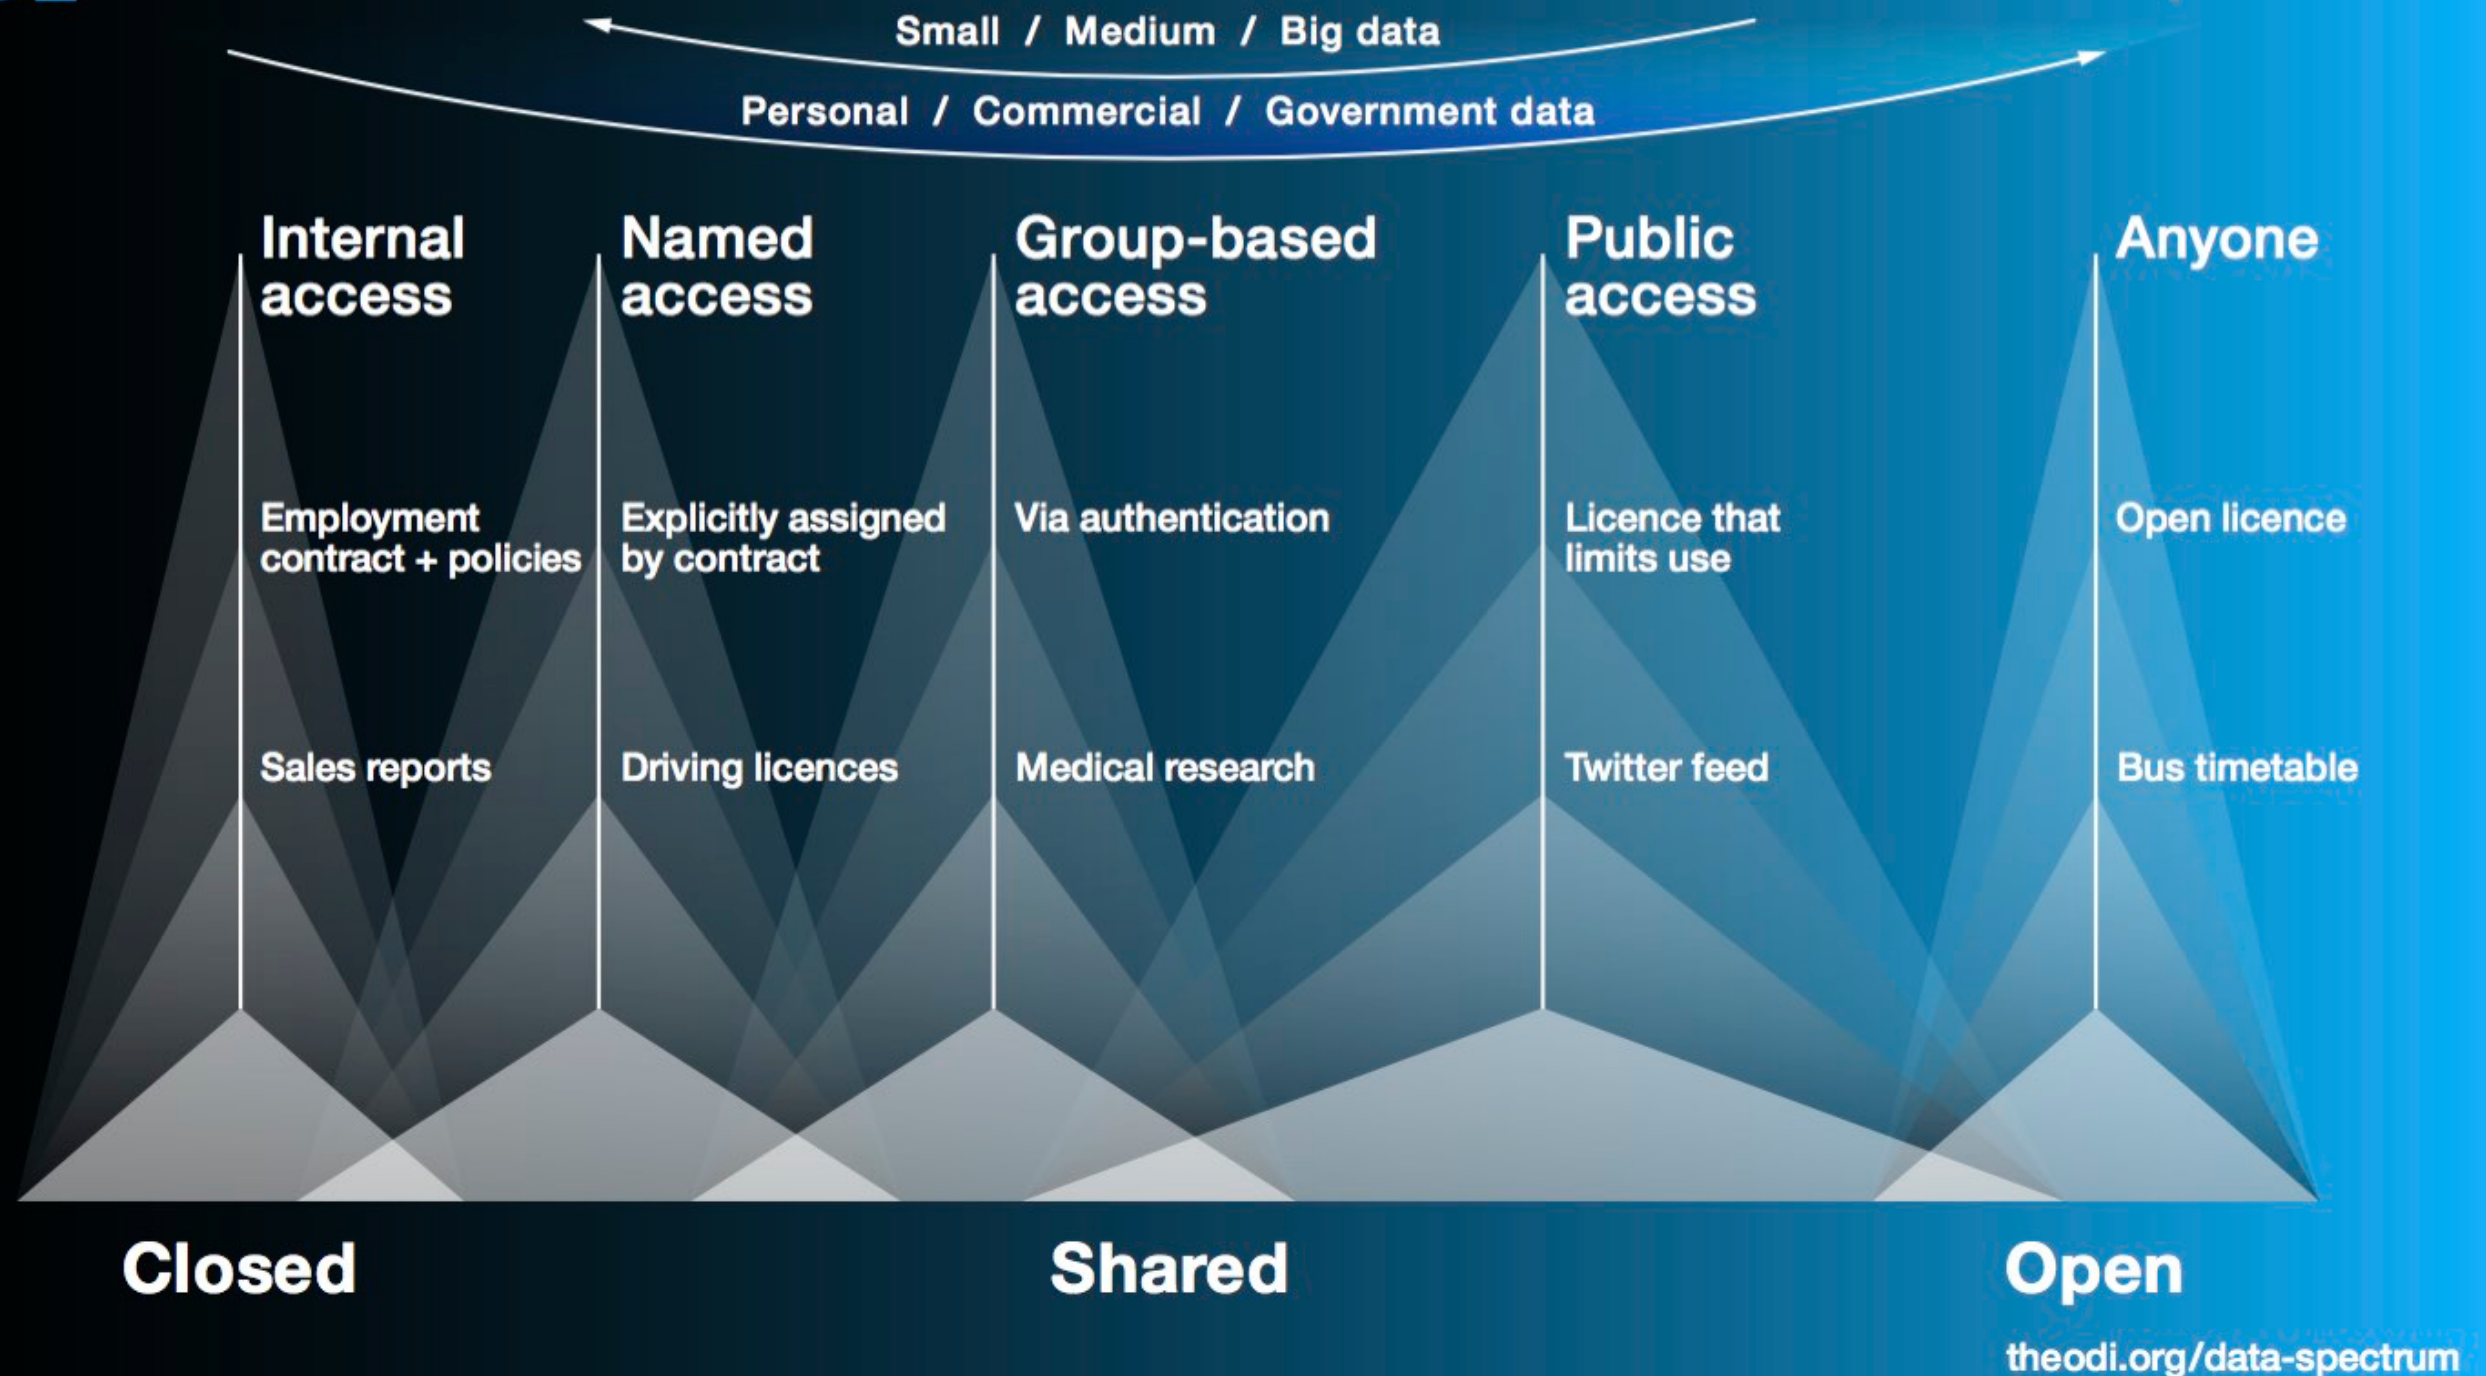 Small / Medium / Big data
Personal / Commercial / Government data
Internal
access
Named
access
Group-based
access
Public
access
Anyone
Employment
contract + policies
Explicitly assigned
by contract
Via authentication
Licence that
limits use
Open licence
Sales reports
Driving licences
Medical research
Twitter feed
Bus timetable
Closed
Shared
Open
theodi.org/data-spectrum